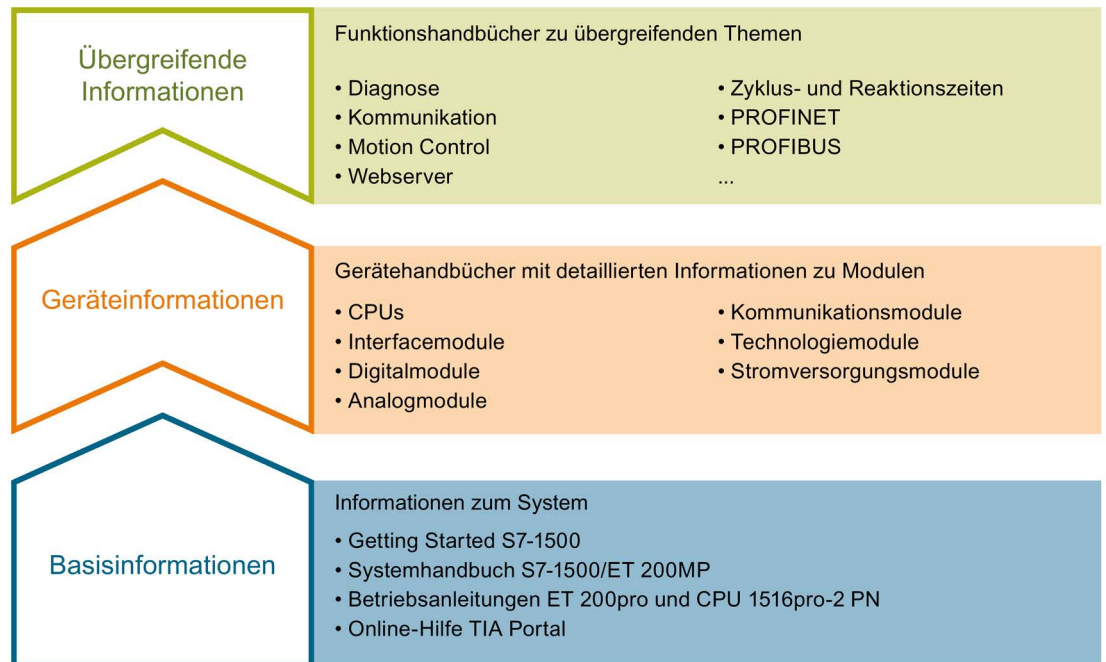 Übergreifende
Informationen
Funktionshandbücher zu übergreifenden Themen
• Diagnose
• Kommunikation
• Motion Control
• Webserver
• Zyklus- und Reaktionszeiten
• PROFINET
• PROFIBUS
...
Geräteinformationen
Gerätehandbücher mit detaillierten Informationen zu Modulen
• CPUs
• Interfacemodule
• Digitalmodule
• Analogmodule
• Kommunikationsmodule
• Technologiemodule
• Stromversorgungsmodule
Basisinformationen
Informationen zum System
• Getting Started S7-1500
• Systemhandbuch S7-1500/ET 200MP
• Betriebsanleitungen ET 200pro und CPU 1516pro-2 PN
• Online-Hilfe TIA Portal